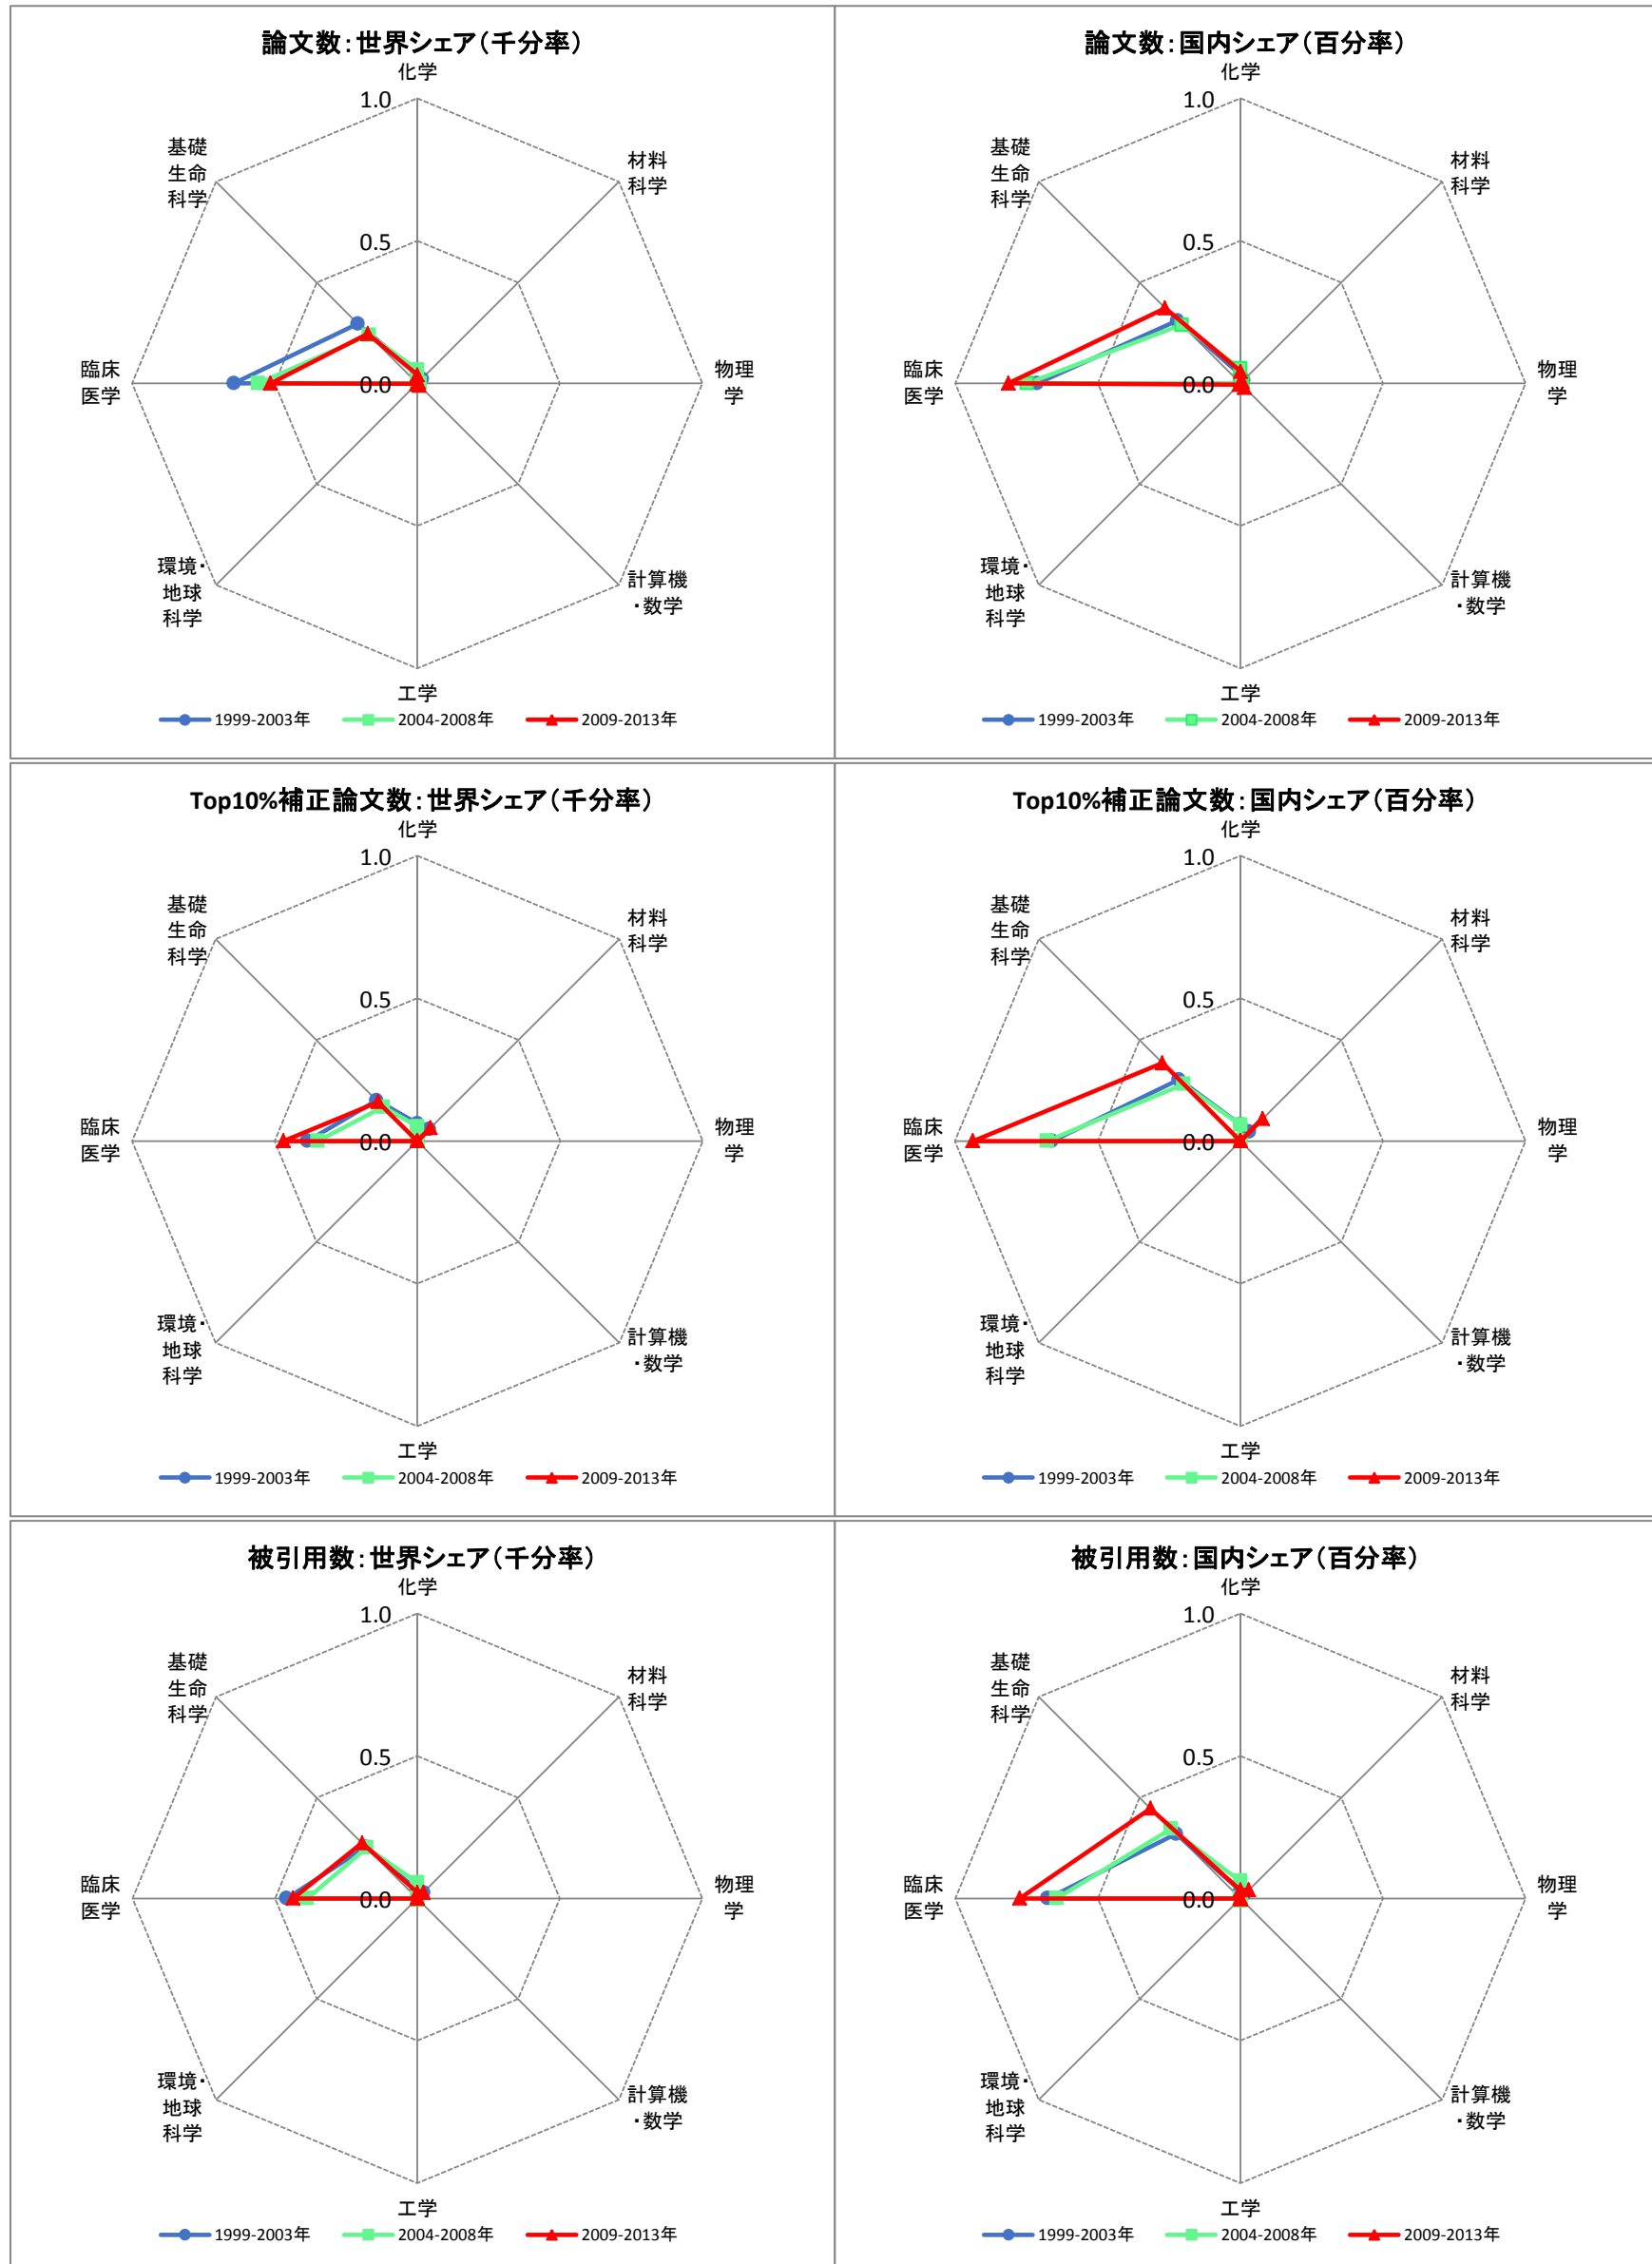 論文数：世界シェア（千分率）
化学
1.0
基礎
生命
科学
材料
科学
0.5
臨床
医学
0.0
物理
学
環境・
地球
科学
計算機
・数学
工学
1999-2003年
2004-2008年
2009-2013年
論文数：国内シェア（百分率）
化学
1.0
基礎
生命
科学
材料
科学
0.5
臨床
医学
0.0
物理
学
環境・
地球
科学
計算機
・数学
工学
1999-2003年
2004-2008年
2009-2013年
Top10%補正論文数：世界シェア（千分率）
化学
1.0
基礎
生命
科学
材料
科学
0.5
臨床
医学
0.0
物理
学
環境・
地球
科学
計算機
・数学
工学
1999-2003年
2004-2008年
2009-2013年
Top10%補正論文数：国内シェア（百分率）
化学
1.0
基礎
生命
科学
材料
科学
0.5
臨床
医学
0.0
物理
学
環境・
地球
科学
計算機
・数学
工学
1999-2003年
2004-2008年
2009-2013年
被引用数：世界シェア（千分率）
化学
1.0
基礎
生命
科学
材料
科学
0.5
臨床
医学
0.0
物理
学
環境・
地球
科学
計算機
・数学
工学
1999-2003年
2004-2008年
2009-2013年
被引用数：国内シェア（百分率）
化学
1.0
基礎
生命
科学
材料
科学
0.5
臨床
医学
0.0
物理
学
環境・
地球
科学
計算機
・数学
工学
1999-2003年
2004-2008年
2009-2013年